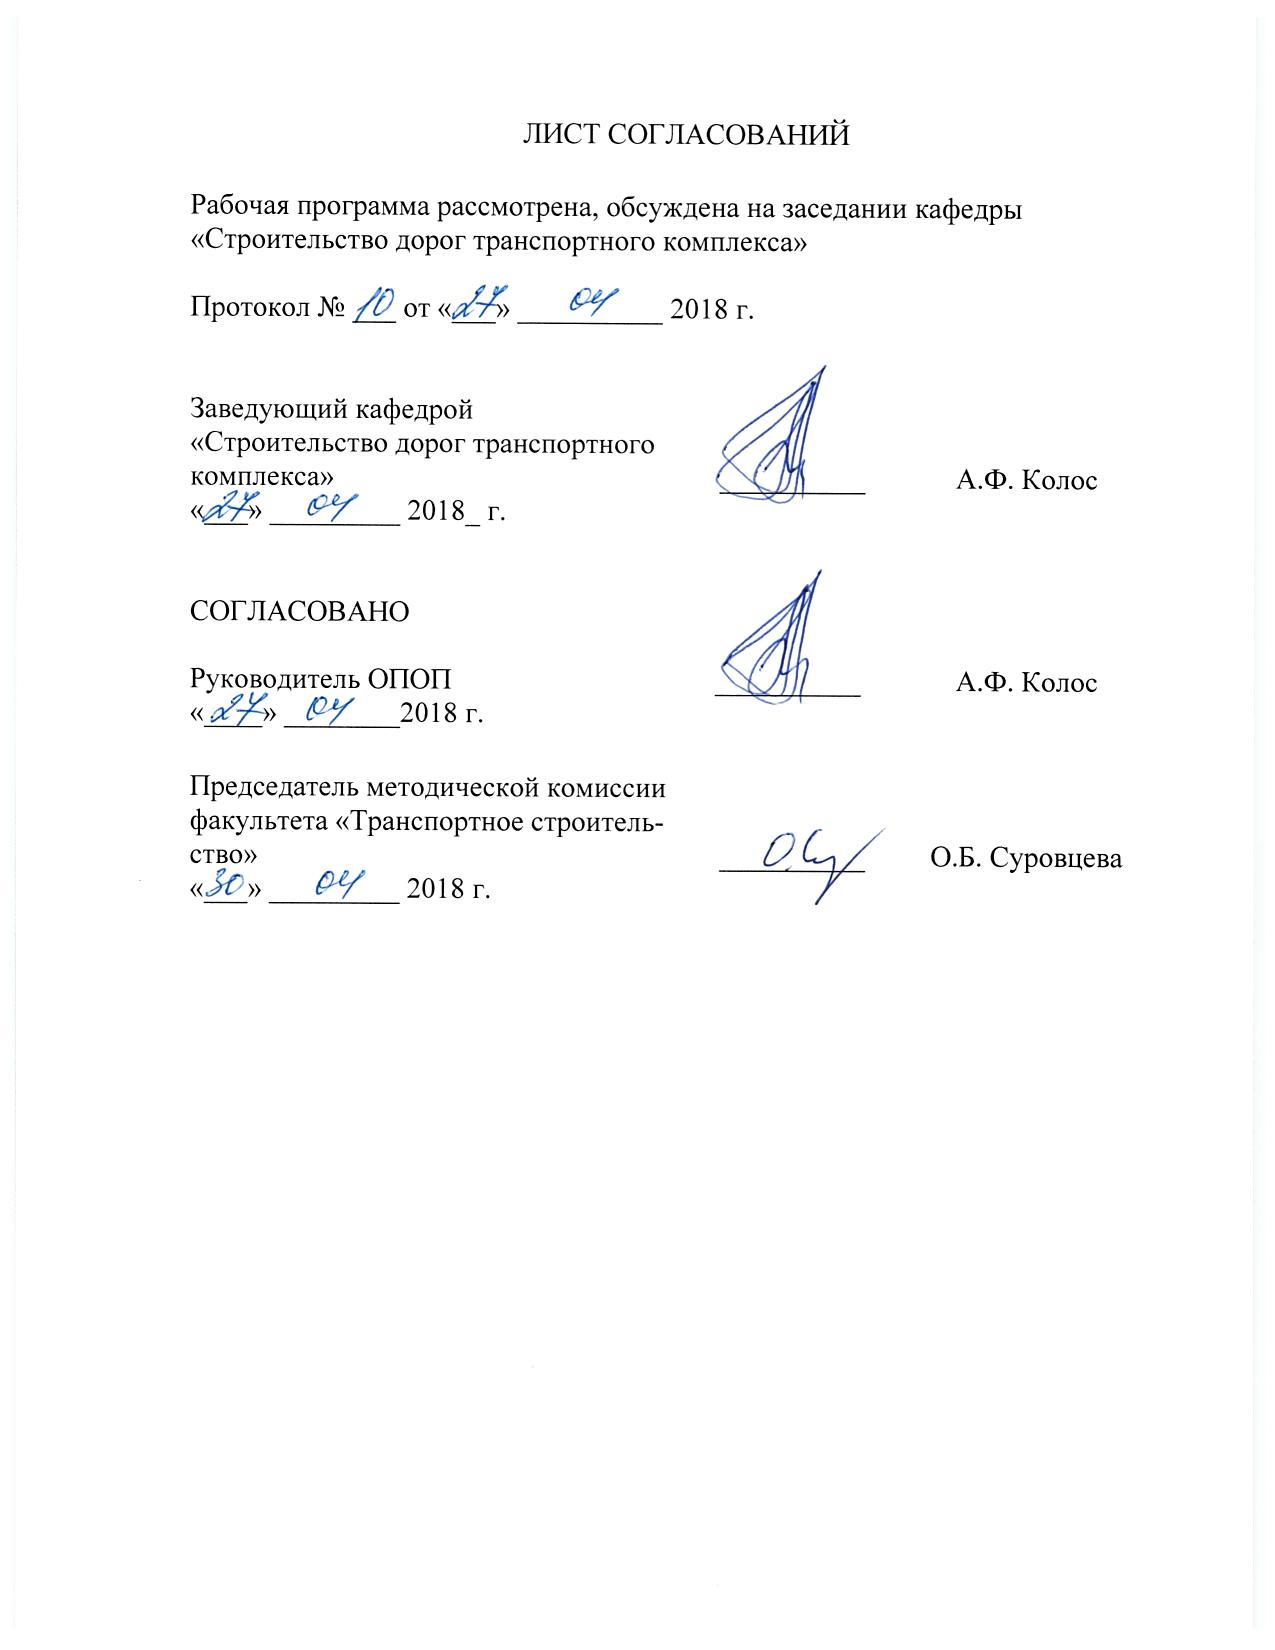 ЛИСТ СОГЛАСОВАНИЙ
Рабочая программа рассмотрена, обсуждена на заседании кафедры
«Строительство дорог транспортного комплекса»
Протокол № 10 от «27» 04 2018 г.
Заведующий кафедрой
«Строительство дорог транспортного
комплекса» А.Ф. Колос
«27» 04 2018_ г.
СОГЛАСОВАНО
Руководитель ОПОП А.Ф. Колос
«27» 04 2018 г.
Председатель методической комиссии
факультета «Транспортное строитель-
ство» О.Б. Суровцева
«30» 04 2018 г.